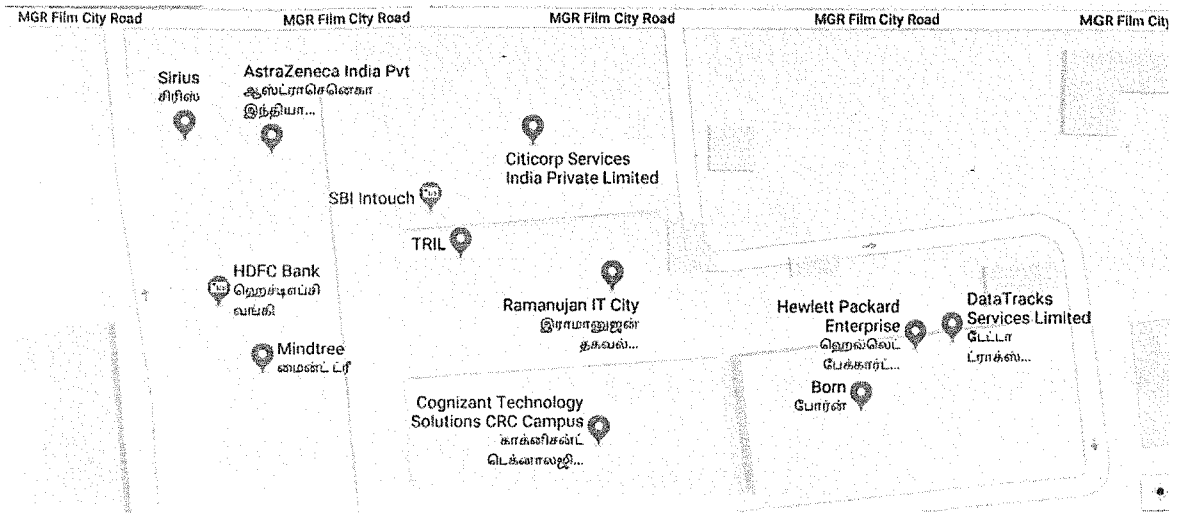 MGR Film City Road
MGR Film City Road
MGR Film City Road
MGR Film City Road
MGR Film City
Sirius
சிரிஸ்
AstraZeneca India Pvt
ஆஸ்ட்ராசெனெகா
இந்தியா...
Citicorp Services
India Private Limited
SBI Intouch
TRIL
HDFC Bank
ஹெச்டிஎப்சி
வங்கி
Ramanujan IT City
இராமானுஜன்
தகவல்...
Hewlett Packard
Enterprise
ஹெவ்லெட்
பேக்கார்ட்...
DataTracks
Services Limited
டேட்டா
ட்ராக்ஸ்...
Mindtree
மைண்ட் ட்ரீ
Born
போர்ன்
Cognizant Technology
Solutions CRC Campus
காக்னிசன்ட்
டெக்னாலஜி...